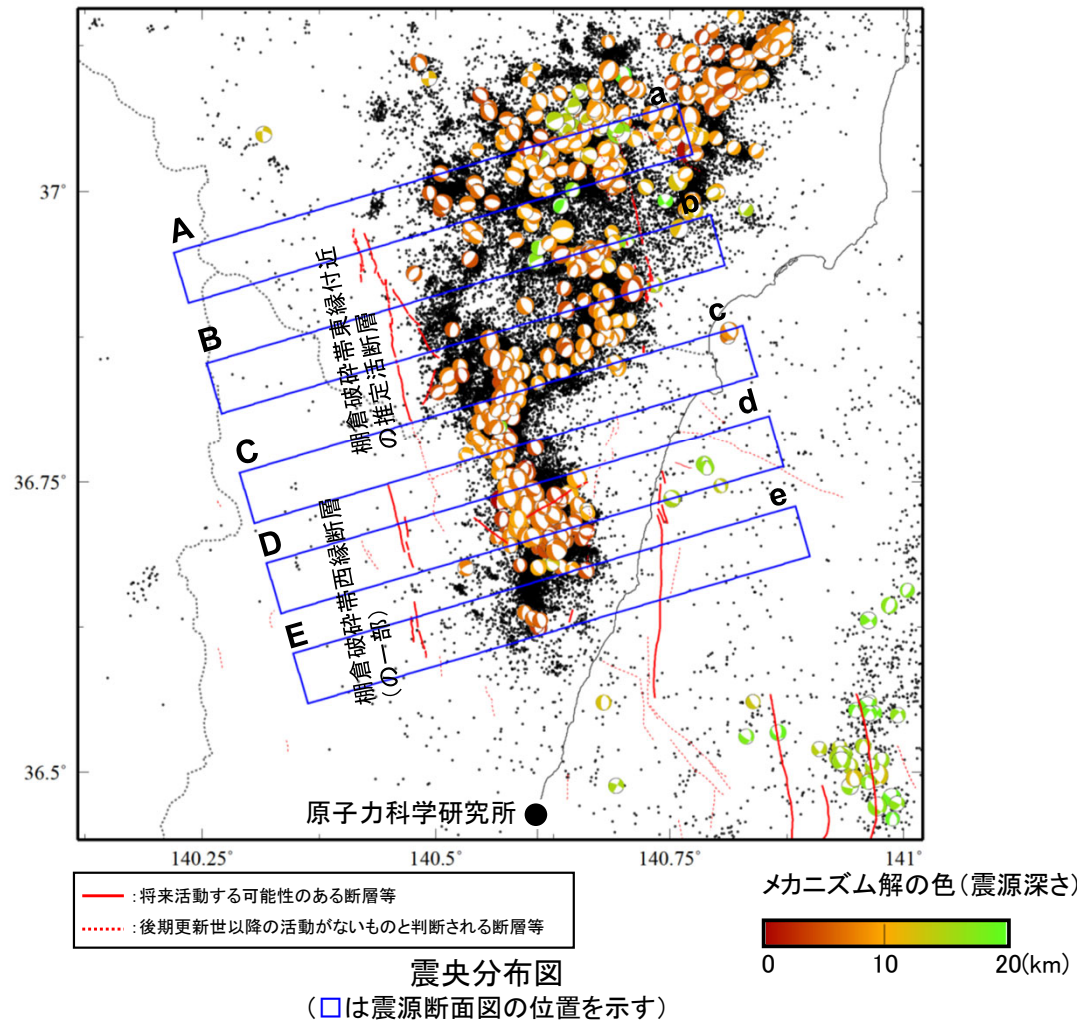 a
37°
b
A
B
c
棚倉破砕帯東縁付近
の推定活断層
C
d
36.75°
D
e
棚倉破砕帯西縁断層
（の一部）
E
36.5°
原子力科学研究所
140.25°
140.5°
140.75°
141°
：将来活動する可能性のある断層等
：後期更新世以降の活動がないものと判断される断層等
メカニズム解の色（震源深さ）
0
10
20(km)
震央分布図
（□は震源断面図の位置を示す）